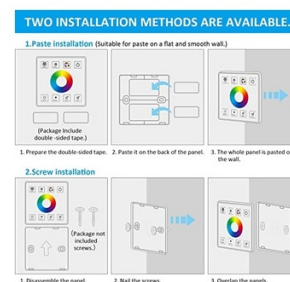 TWO INSTALLATION METHODS ARE AVAILABLE.
1.Paste installation (Suitable for paste on a flat and smooth wall.)
(Package include
double -sided tape.)
1. Prepare the double-sided tape.
2. Paste it on the back of the panel.
3. The whole panel is pasted o
the wall.
2.Screw installation
(Package not
included
screws.)
1. Disassemble the panel.
2. Nail the screws.
3. Overlap the panels.